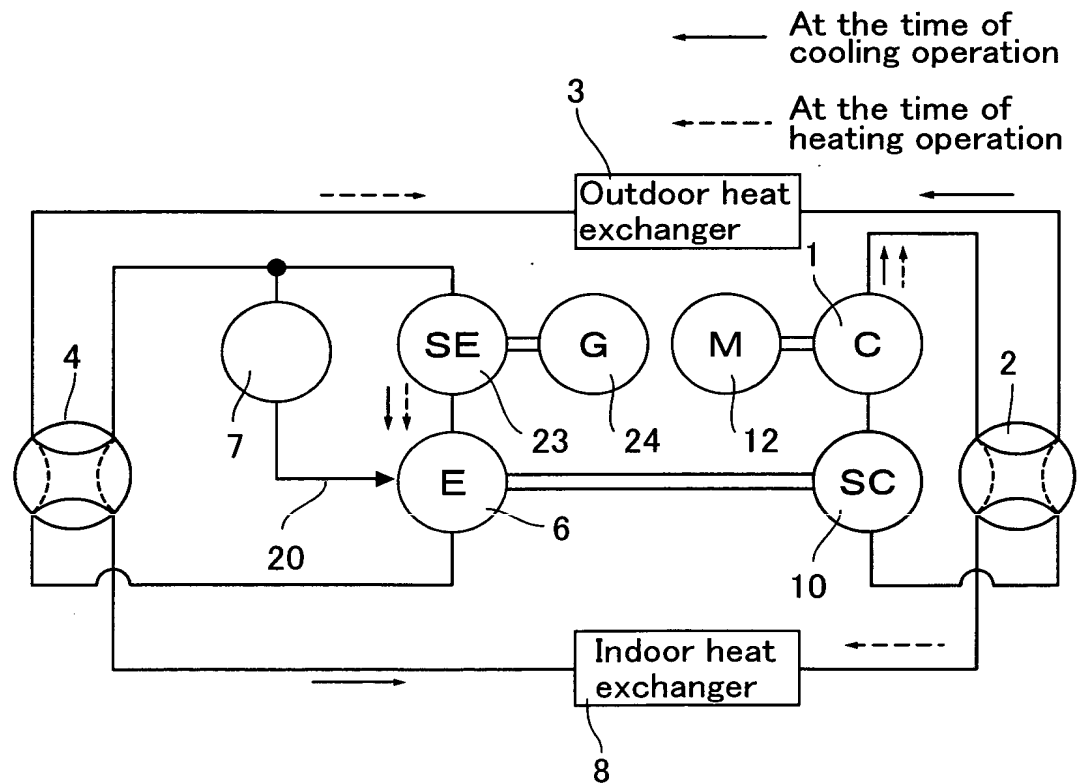 At the time of
cooling operation
At the time of
heating operation
3
Outdoor heat
exchanger
1
SE
G
M
C
4
2
7
23
24
12
E
SC
20
6
10
Indoor heat
exchanger
8